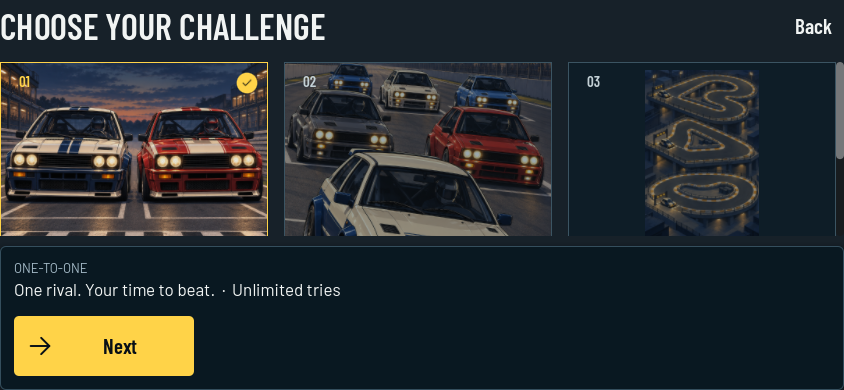 CHOOSE YOUR CHALLENGE
Back
01
02
03
ONE-TO-ONE
One rival. Your time to beat. · Unlimited tries
Next